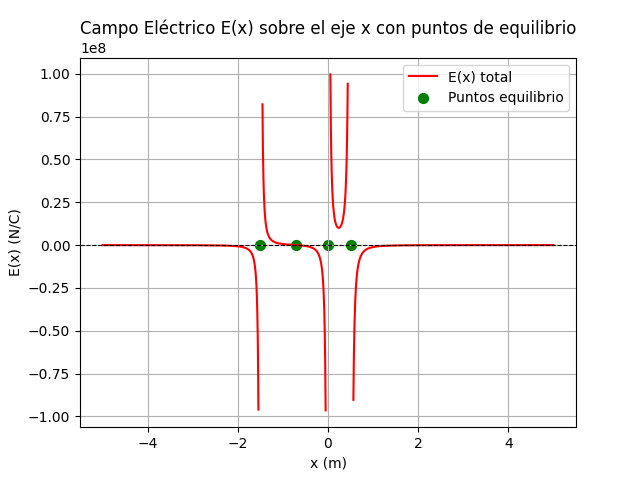 Campo Eléctrico E(x) sobre el eje x con puntos de equilibrio
1e8
E(x) total
Puntos equilibrio
1.00
0.75
0.50
0.25
0.00
−0.25
−0.50
−0.75
−1.00
E(x) (N/C)
−4 −2 0 2 4
x (m)